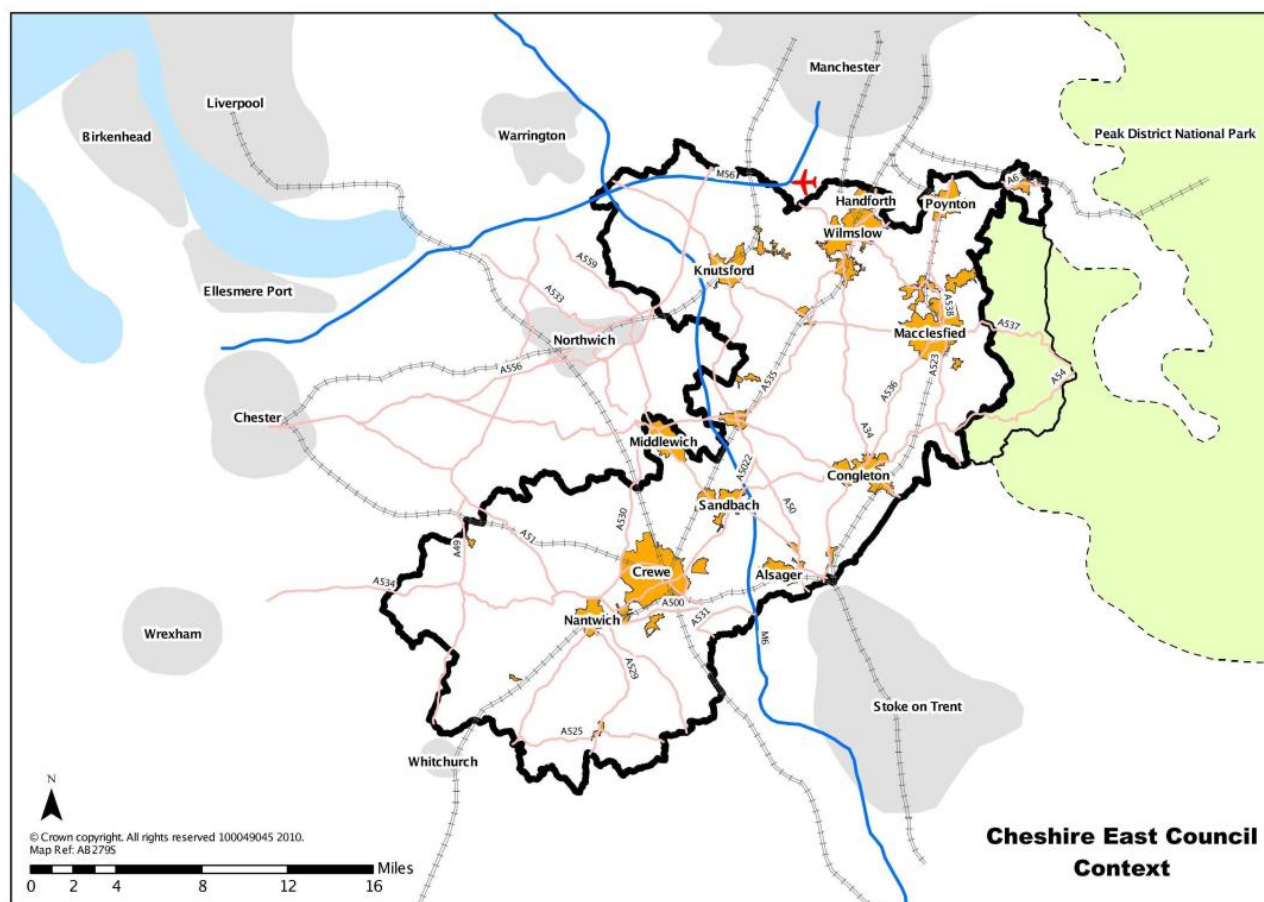 Manchester
Liverpool
Birkenhead
Warrington
Peak District National Park
M56
A6
Handforth
Poynton
Wilmslow
A559
Knutsford
Ellesmere Port
A533
A538
Northwich
A537
Macclesfied
A556
A523
A535
A54
A536
Chester
A34
Middlewich
A5022
Congleton
Sandbach
A50
A530
A51
A49
Crewe
Alsager
A534
A500
Nantwich
A531
Wrexham
M6
A529
Stoke on Trent
A525
Whitchurch
N
© Crown copyright. All rights reserved 100049045 2010.
Map Ref: AB2795
Miles
0 2 4 8 12 16
Cheshire East Council
Context